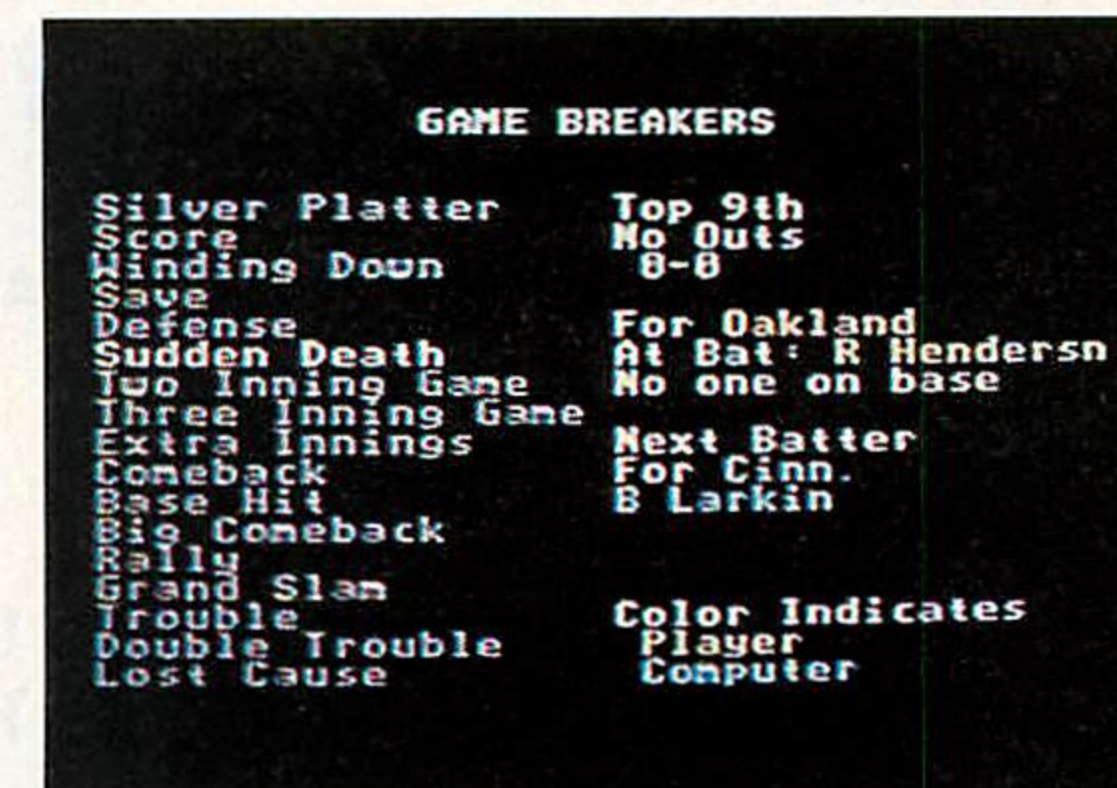 GAME BREAKERS
Silver Platter
Score
Winding Down
Save
Defense
Sudden Death
Two Inning Game
Three Inning Game
Extra Innings
Comeback
Base Hit
Big Comeback
Rally
Grand Slam
Trouble
Double Trouble
Lost Cause
Top 9th
No Outs
0-0
For Oakland
At Bat: R Hendersn
No one on base
Next Batter
For Cinn.
B Larkin
Color Indicates
Player
Computer